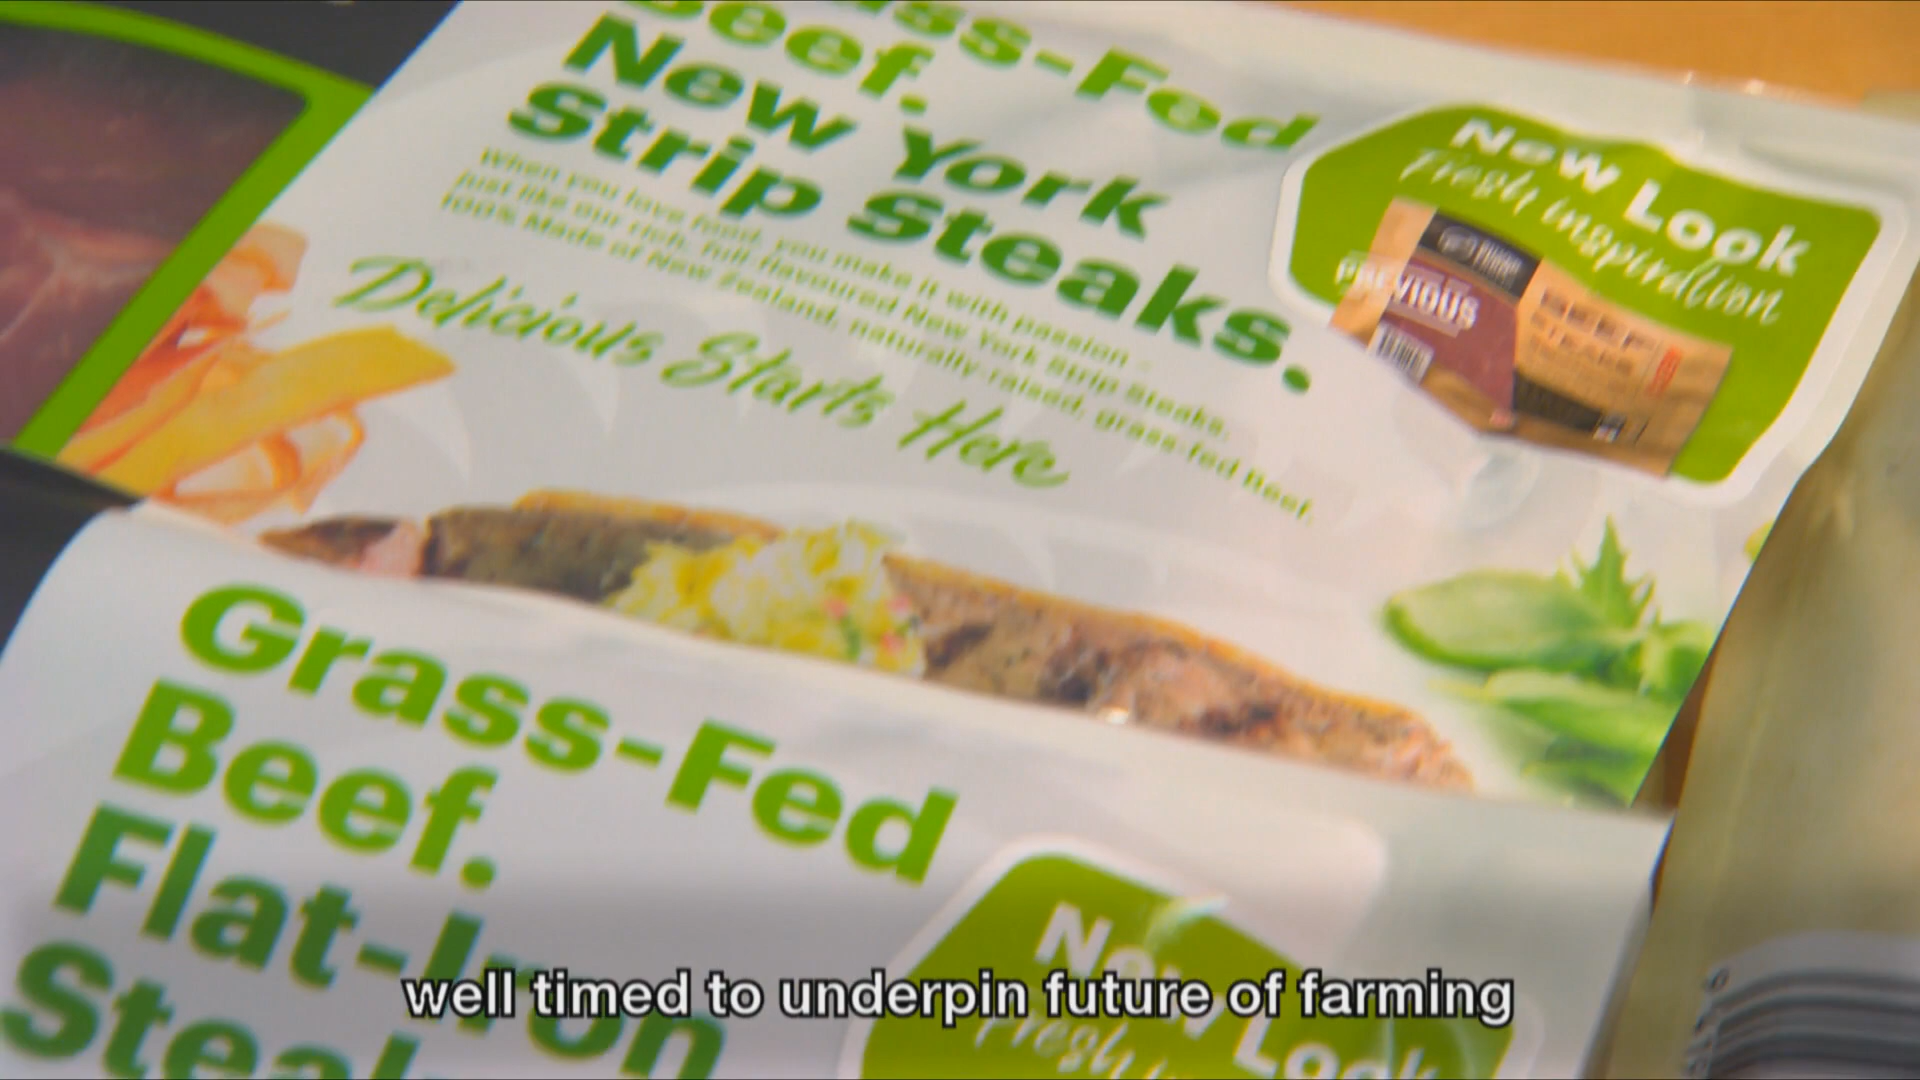 Grass-Fed
Beef.
New York
Strip Steaks.
When you love food, you make it with passion –
just like our rich, full-flavoured New York Strip Steaks.
100% Made of New Zealand, naturally-raised, grass-fed Beef.
Delicious Starts Here
New Look
Fresh inspiration
PREVIOUS
Grass-Fed
Beef.
Flat-Iron
Steak
New Look
Fresh in
well timed to underpin future of farming